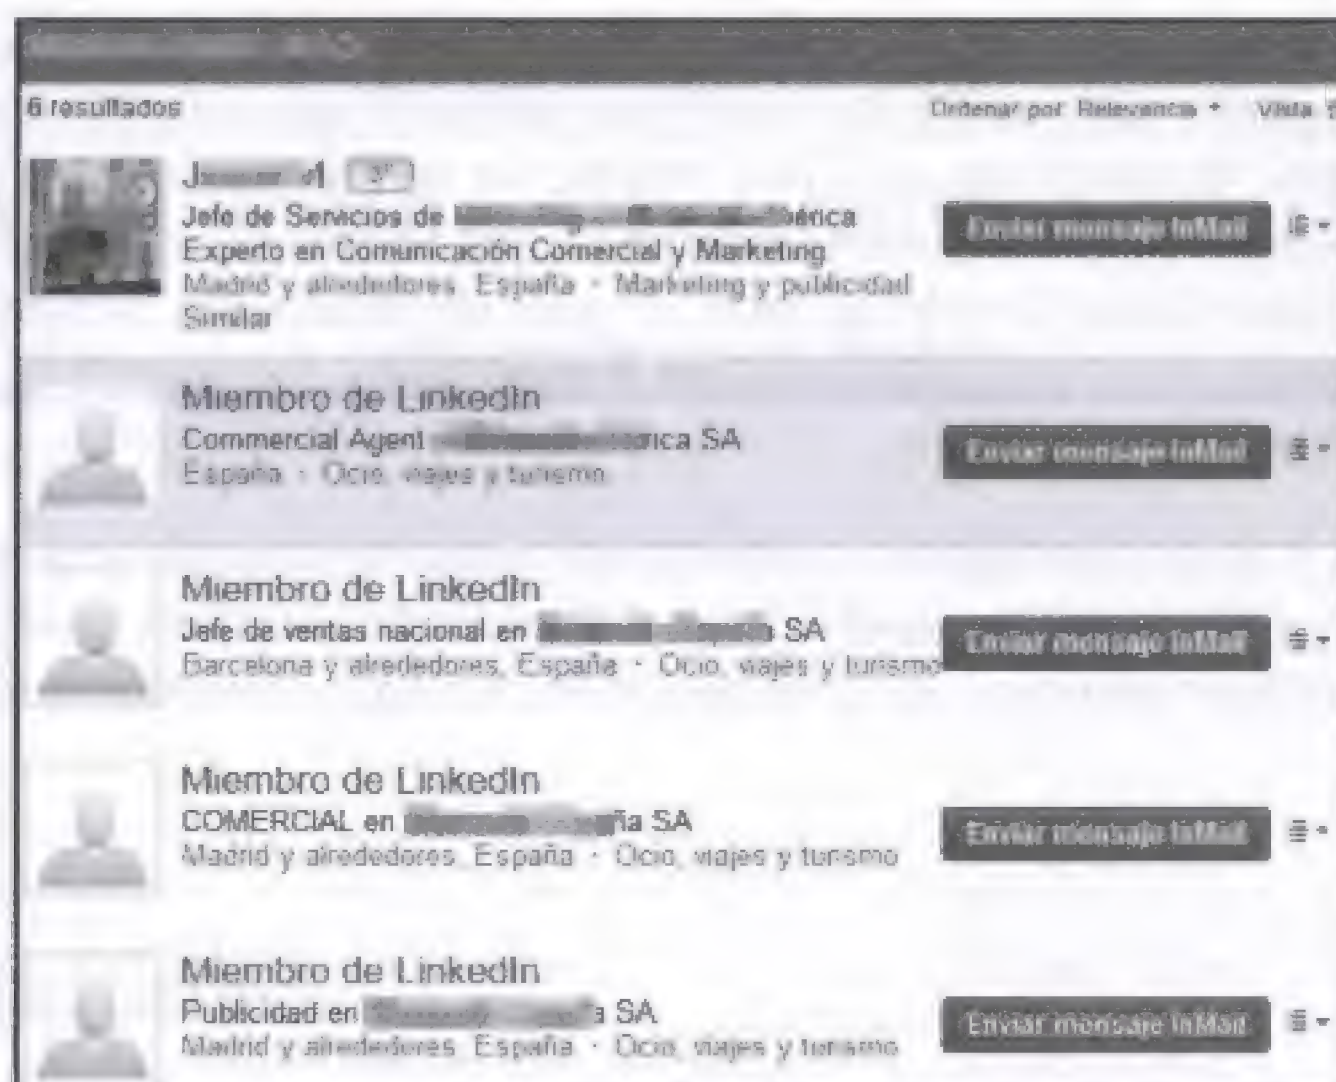 6 resultados
Ordenar por: Relevancia Vista
Jefe de Servicios de
Experto en Comunicación Comercial y Marketing
Madrid y alrededores, España · Marketing y publicidad
Similar
Enviar mensaje InMail
Miembro de LinkedIn
Commercial Agent SA
España · Ocio, viajes y turismo
Enviar mensaje InMail
Miembro de LinkedIn
Jefe de ventas nacional en SA
Barcelona y alrededores, España · Ocio, viajes y turismo
Enviar mensaje InMail
Miembro de LinkedIn
COMERCIAL en SA
Madrid y alrededores, España · Ocio, viajes y turismo
Enviar mensaje InMail
Miembro de LinkedIn
Publicidad en SA
Madrid y alrededores, España · Ocio, viajes y turismo
Enviar mensaje InMail